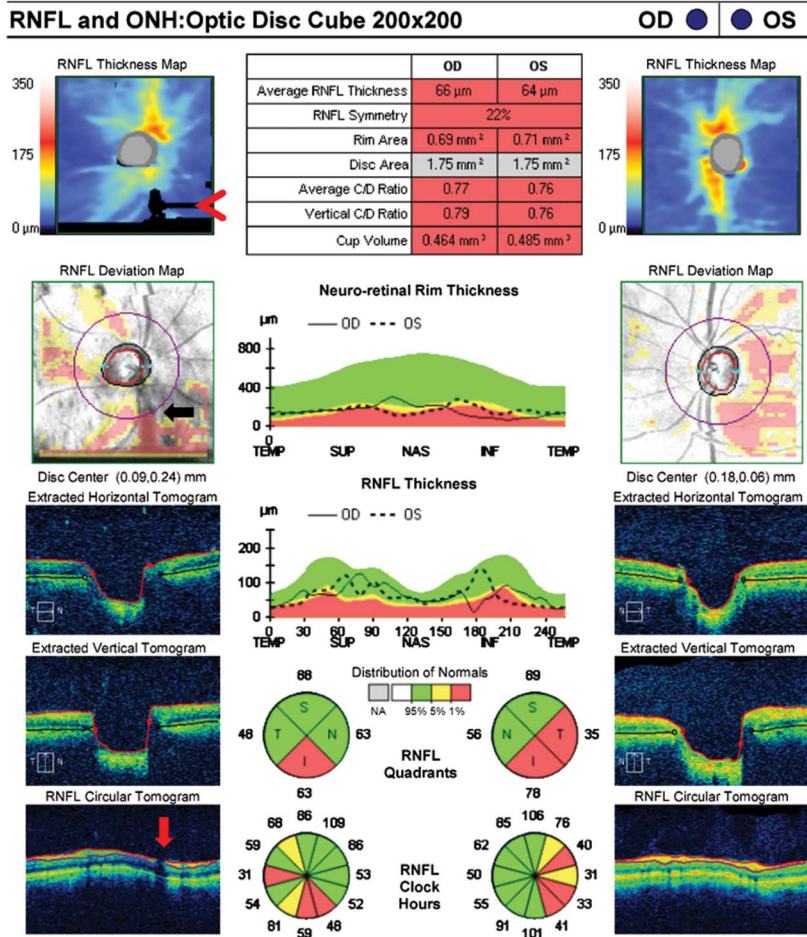 RNFL and ONH:Optic Disc Cube 200x200 OD OS
RNFL Thickness Map
350
175
0 µm
OD OS
Average RNFL Thickness 66 µm 64 µm
RNFL Symmetry 22%
Rim Area 0.69 mm² 0.71 mm²
Disc Area 1.75 mm² 1.75 mm²
Average C/D Ratio 0.77 0.76
Vertical C/D Ratio 0.79 0.76
Cup Volume 0.464 mm³ 0.485 mm³
RNFL Thickness Map
350
175
0 µm
RNFL Deviation Map
Disc Center (0.09,0.24) mm
Neuro-retinal Rim Thickness
µm OD OS
800
400
0
0
TEMP SUP NAS INF TEMP
RNFL Deviation Map
Disc Center (0.18,0.06) mm
Extracted Horizontal Tomogram
T N
RNFL Thickness
µm OD OS
200
100
0
0 30 60 90 120 150 180 210 240
TEMP SUP NAS INF TEMP
Extracted Horizontal Tomogram
N T
Extracted Vertical Tomogram
T N
Distribution of Normals
NA 95% 5% 1%
88
48 S T N I 63
63
RNFL
Quadrants
89
56 S N T I 35
78
Extracted Vertical Tomogram
N T
RNFL Circular Tomogram
86
68 109
59 86
31 53
54 52
81 48
59
RNFL
Clock
Hours
106
85 76
62 40
50 31
55 33
91 41
101
RNFL Circular Tomogram